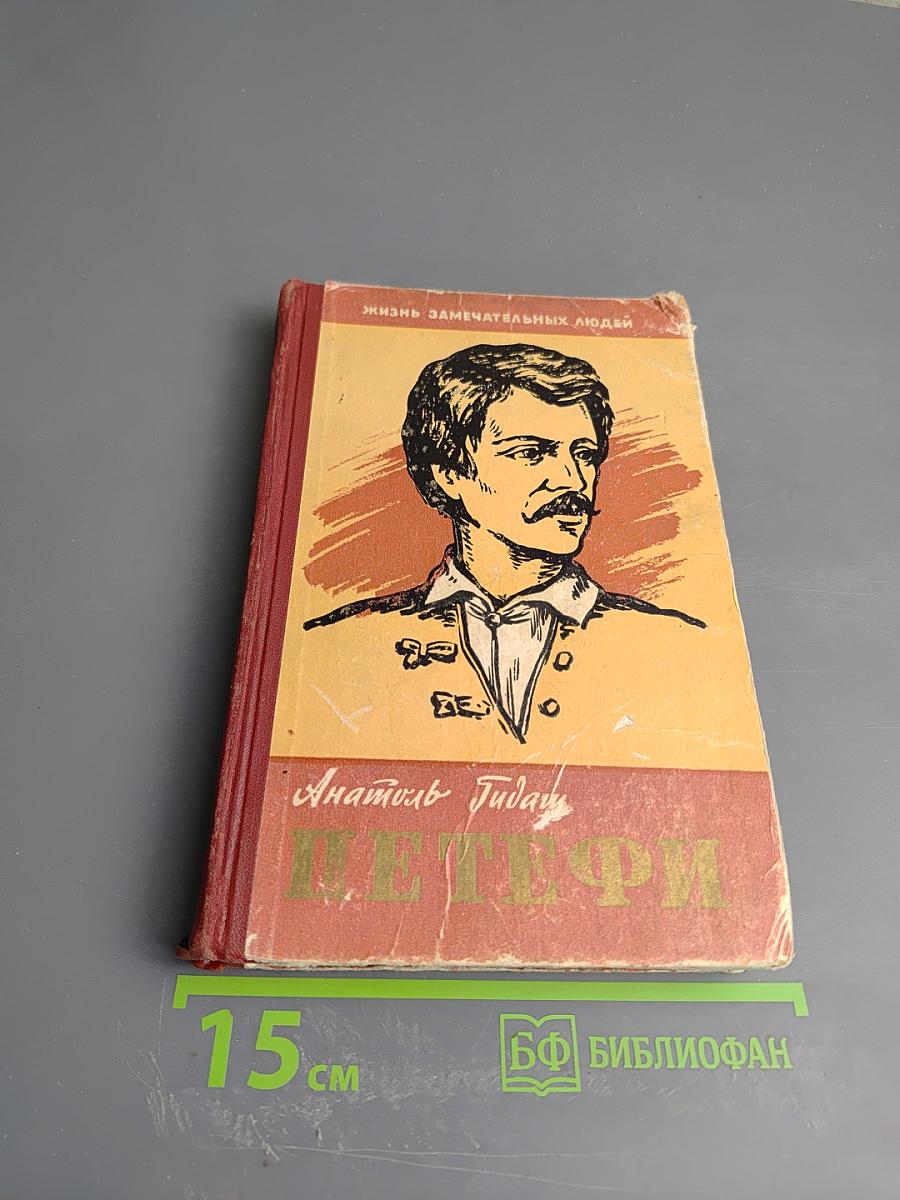 ЖИЗНЬ ЗАМЕЧАТЕЛЬНЫХ ЛЮДЕЙ
Анатоль Гидаш
ПЕТЕФИ
15 см
БФ БИБЛИОФАН